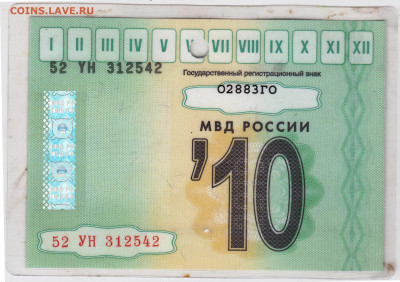 COINS.LAVE.RU
I II III IV V VII VIII IX X XI XII
52 УН 312542
Государственный регистрационный знак
02883ГО
МВД РОССИИ
'10
52 УН 312542